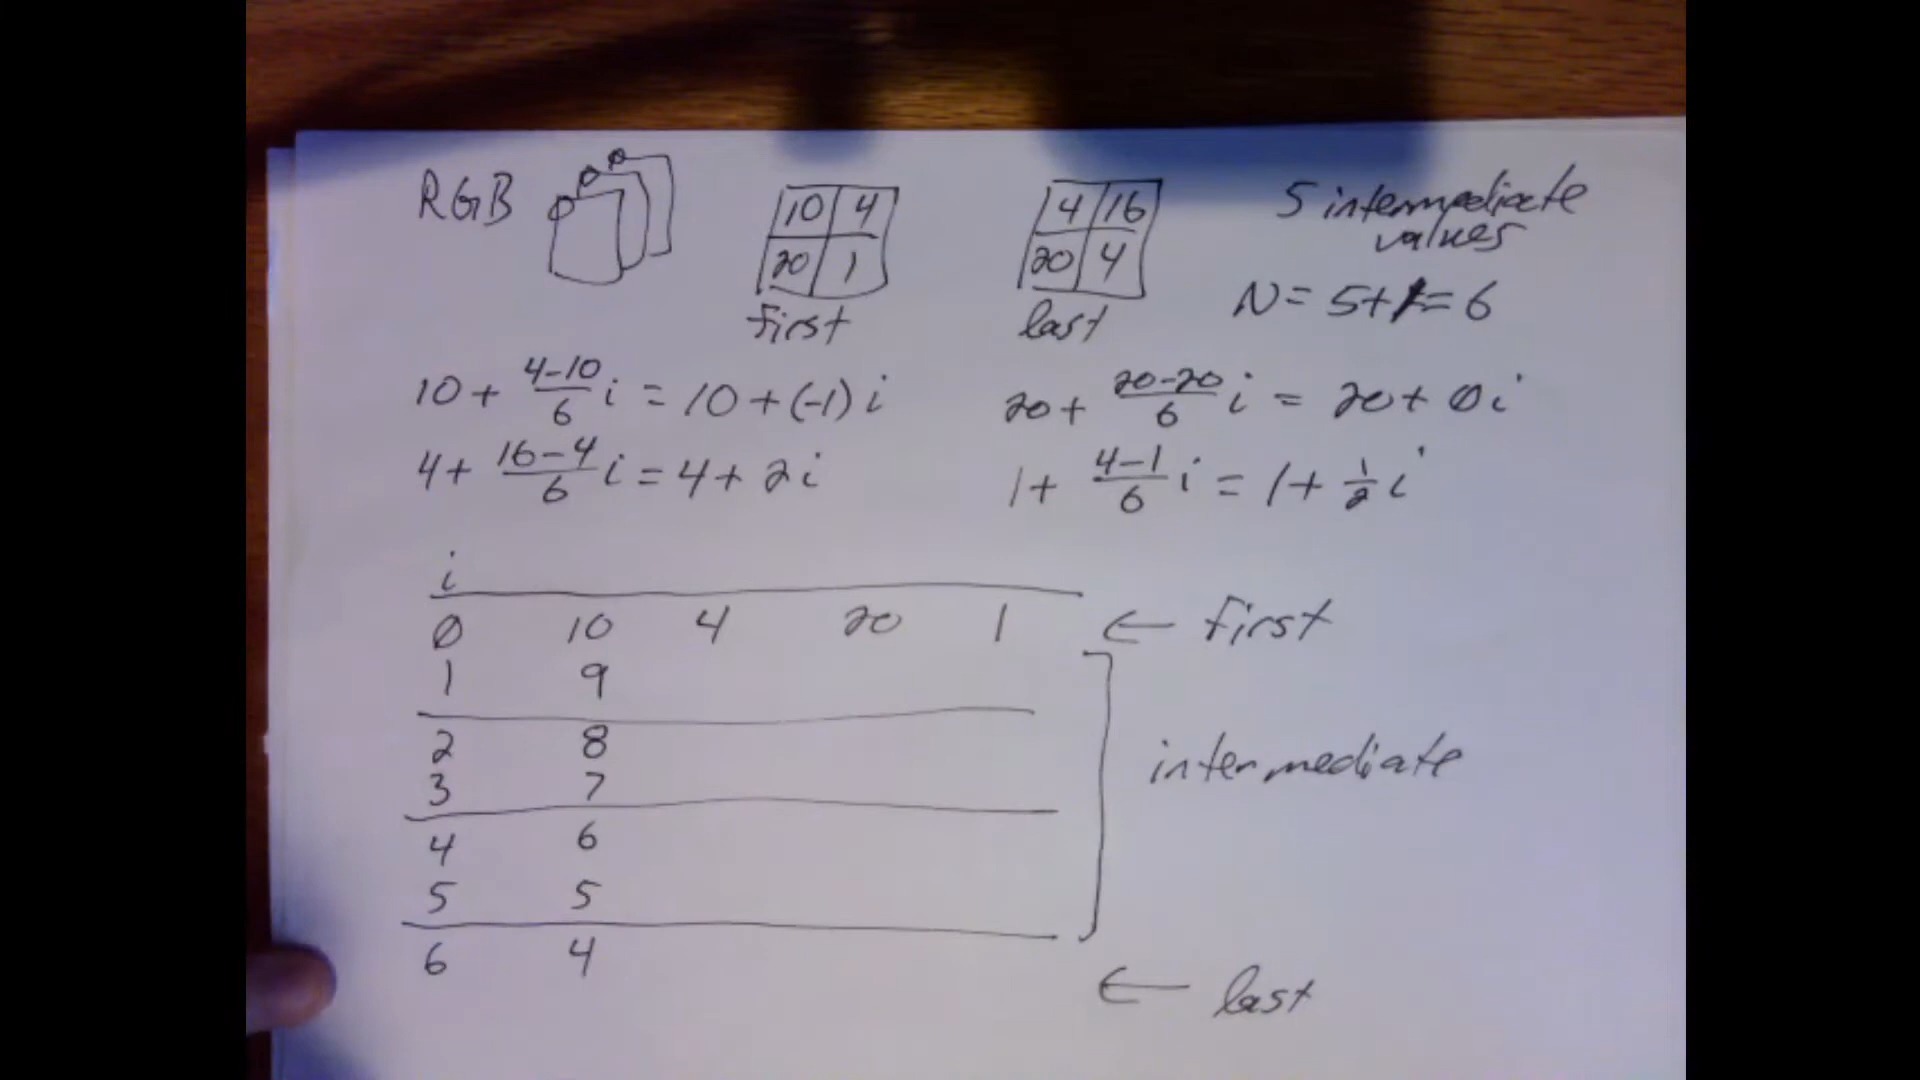 RGB
10 4
20 1
first
4 16
20 4
last
5 intermediate
values
N = 5+1 = 6
10 + (4-10)/6 i = 10 + (-1) i
20 + (20-20)/6 i = 20 + 0i
4 + (16-4)/6 i = 4 + 2i
1 + (4-1)/6 i = 1 + 1/2 i
i
0 10 4 20 1 ← first
1 9
2 8
intermediate
3 7
4 6
5 5
6 4
← last